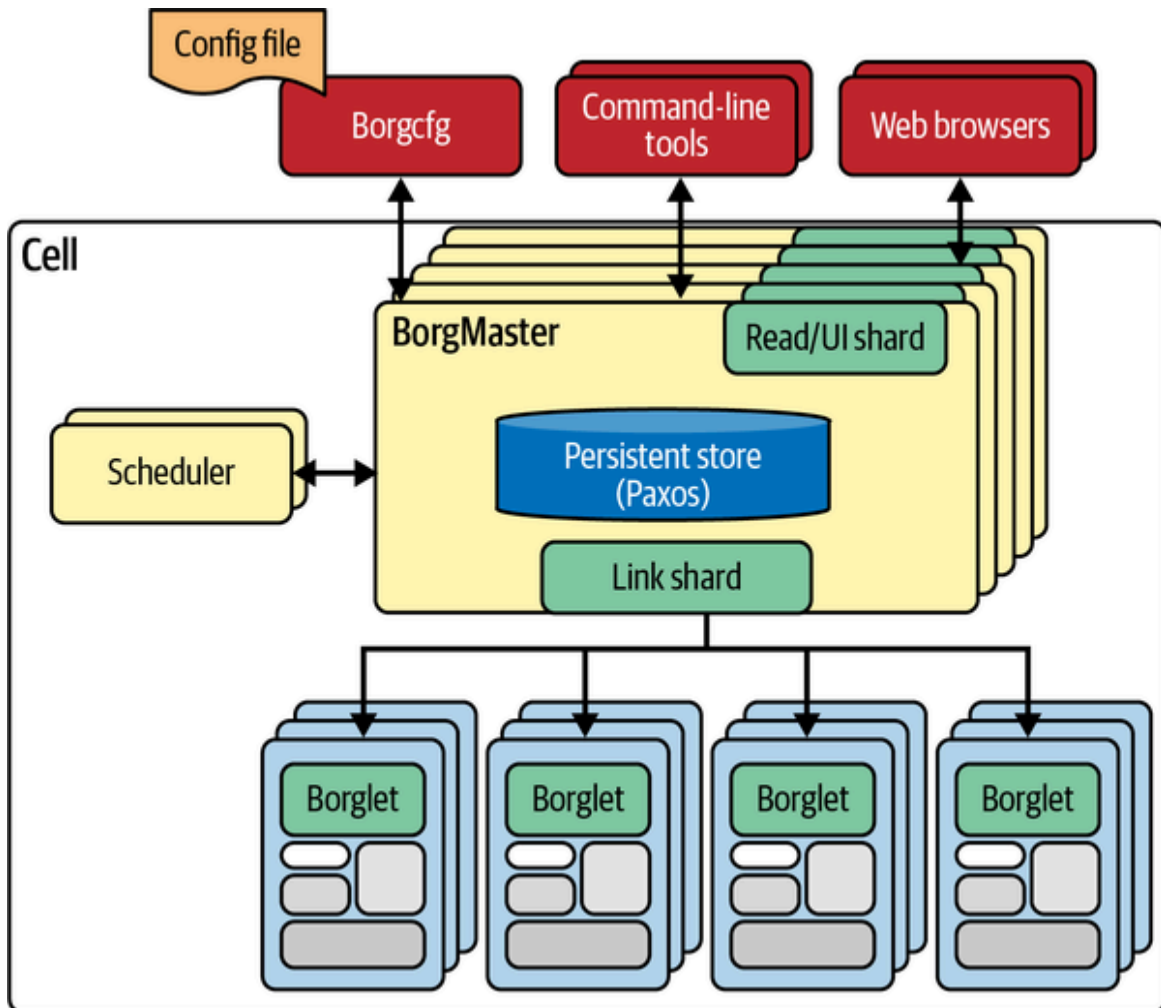 Config file
Borgcfg
Command-line
tools
Web browsers
Cell
BorgMaster
Read/UI shard
Scheduler
Persistent store
(Paxos)
Link shard
Borglet
Borglet
Borglet
Borglet